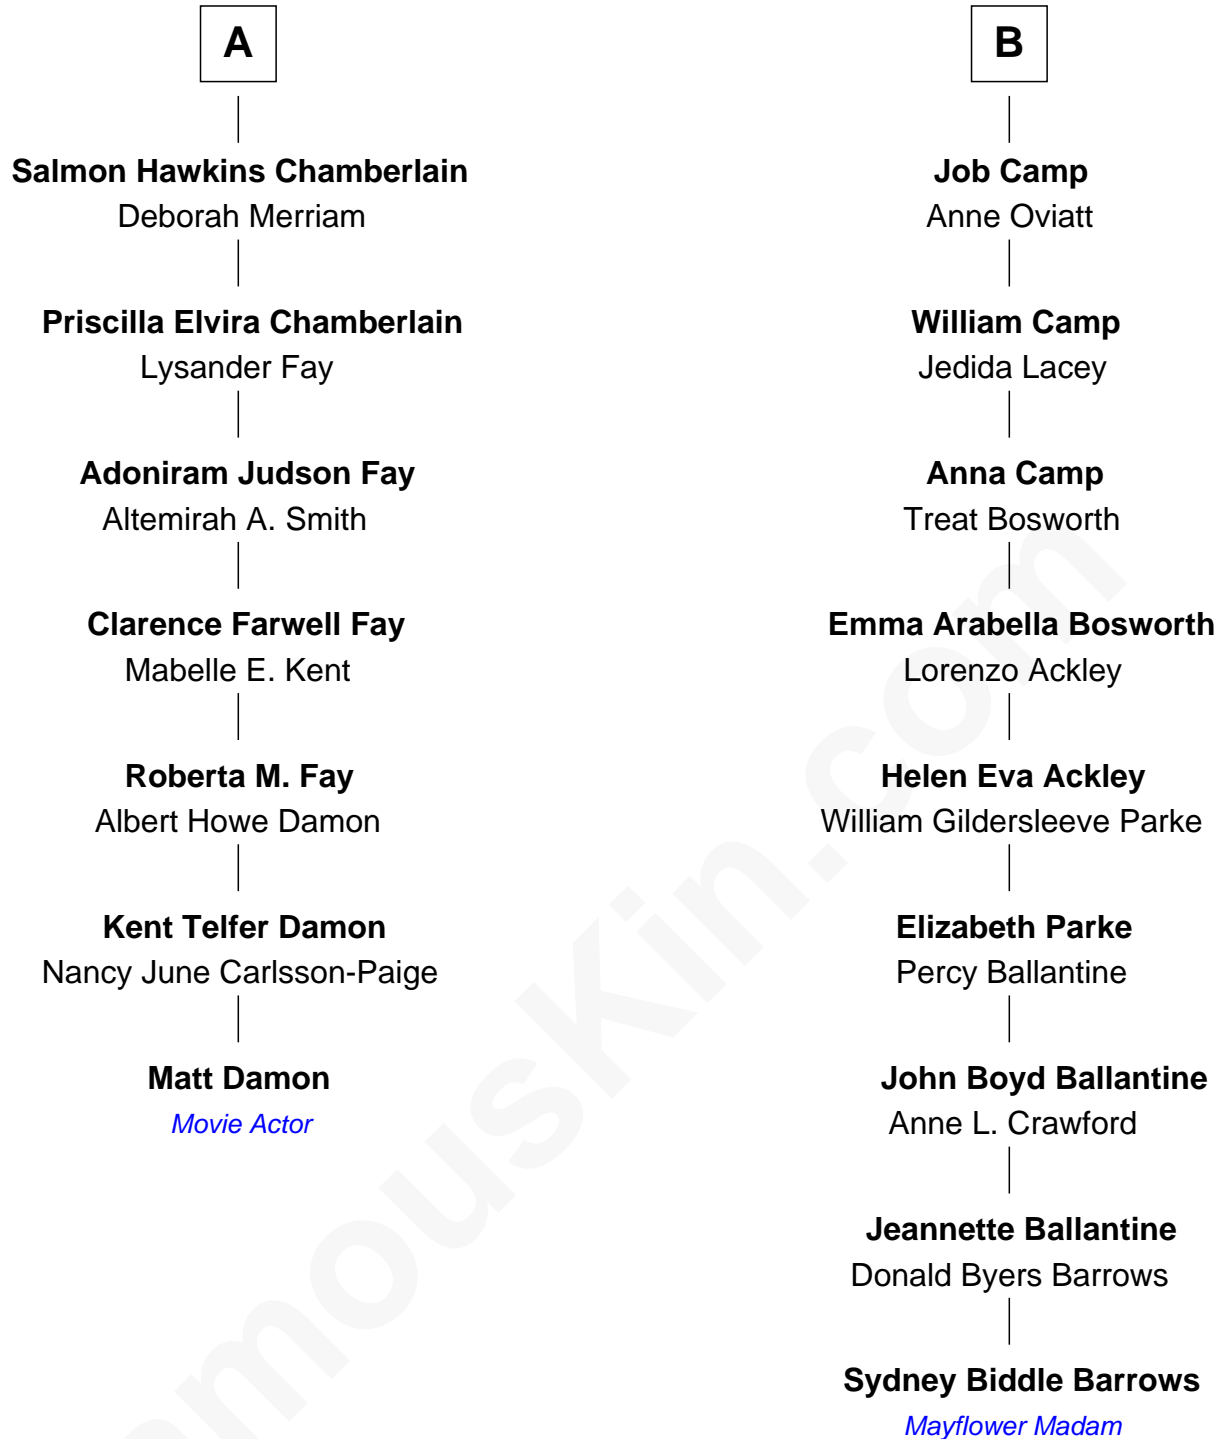 A
Salmon Hawkins Chamberlain
Deborah Merriam
Priscilla Elvira Chamberlain
Lysander Fay
Adoniram Judson Fay
Altemirah A. Smith
Clarence Farwell Fay
Mabelle E. Kent
Roberta M. Fay
Albert Howe Damon
Kent Telfer Damon
Nancy June Carlsson-Paige
Matt Damon
Movie Actor
B
Job Camp
Anne Oviatt
William Camp
Jedida Lacey
Anna Camp
Treat Bosworth
Emma Arabella Bosworth
Lorenzo Ackley
Helen Eva Ackley
William Gildersleeve Parke
Elizabeth Parke
Percy Ballantine
John Boyd Ballantine
Anne L. Crawford
Jeannette Ballantine
Donald Byers Barrows
Sydney Biddle Barrows
Mayflower Madam
amouskin.com